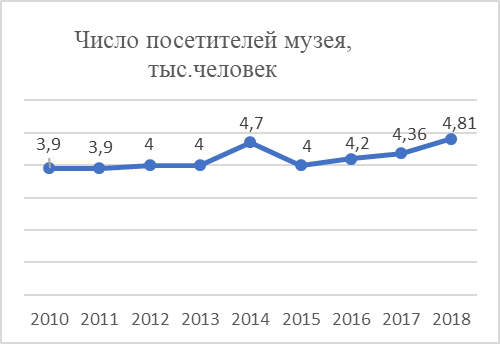 Число посетителей музея,
тыс.человек
3,9 3,9 4 4 4,7 4 4,2 4,36 4,81
2010 2011 2012 2013 2014 2015 2016 2017 2018